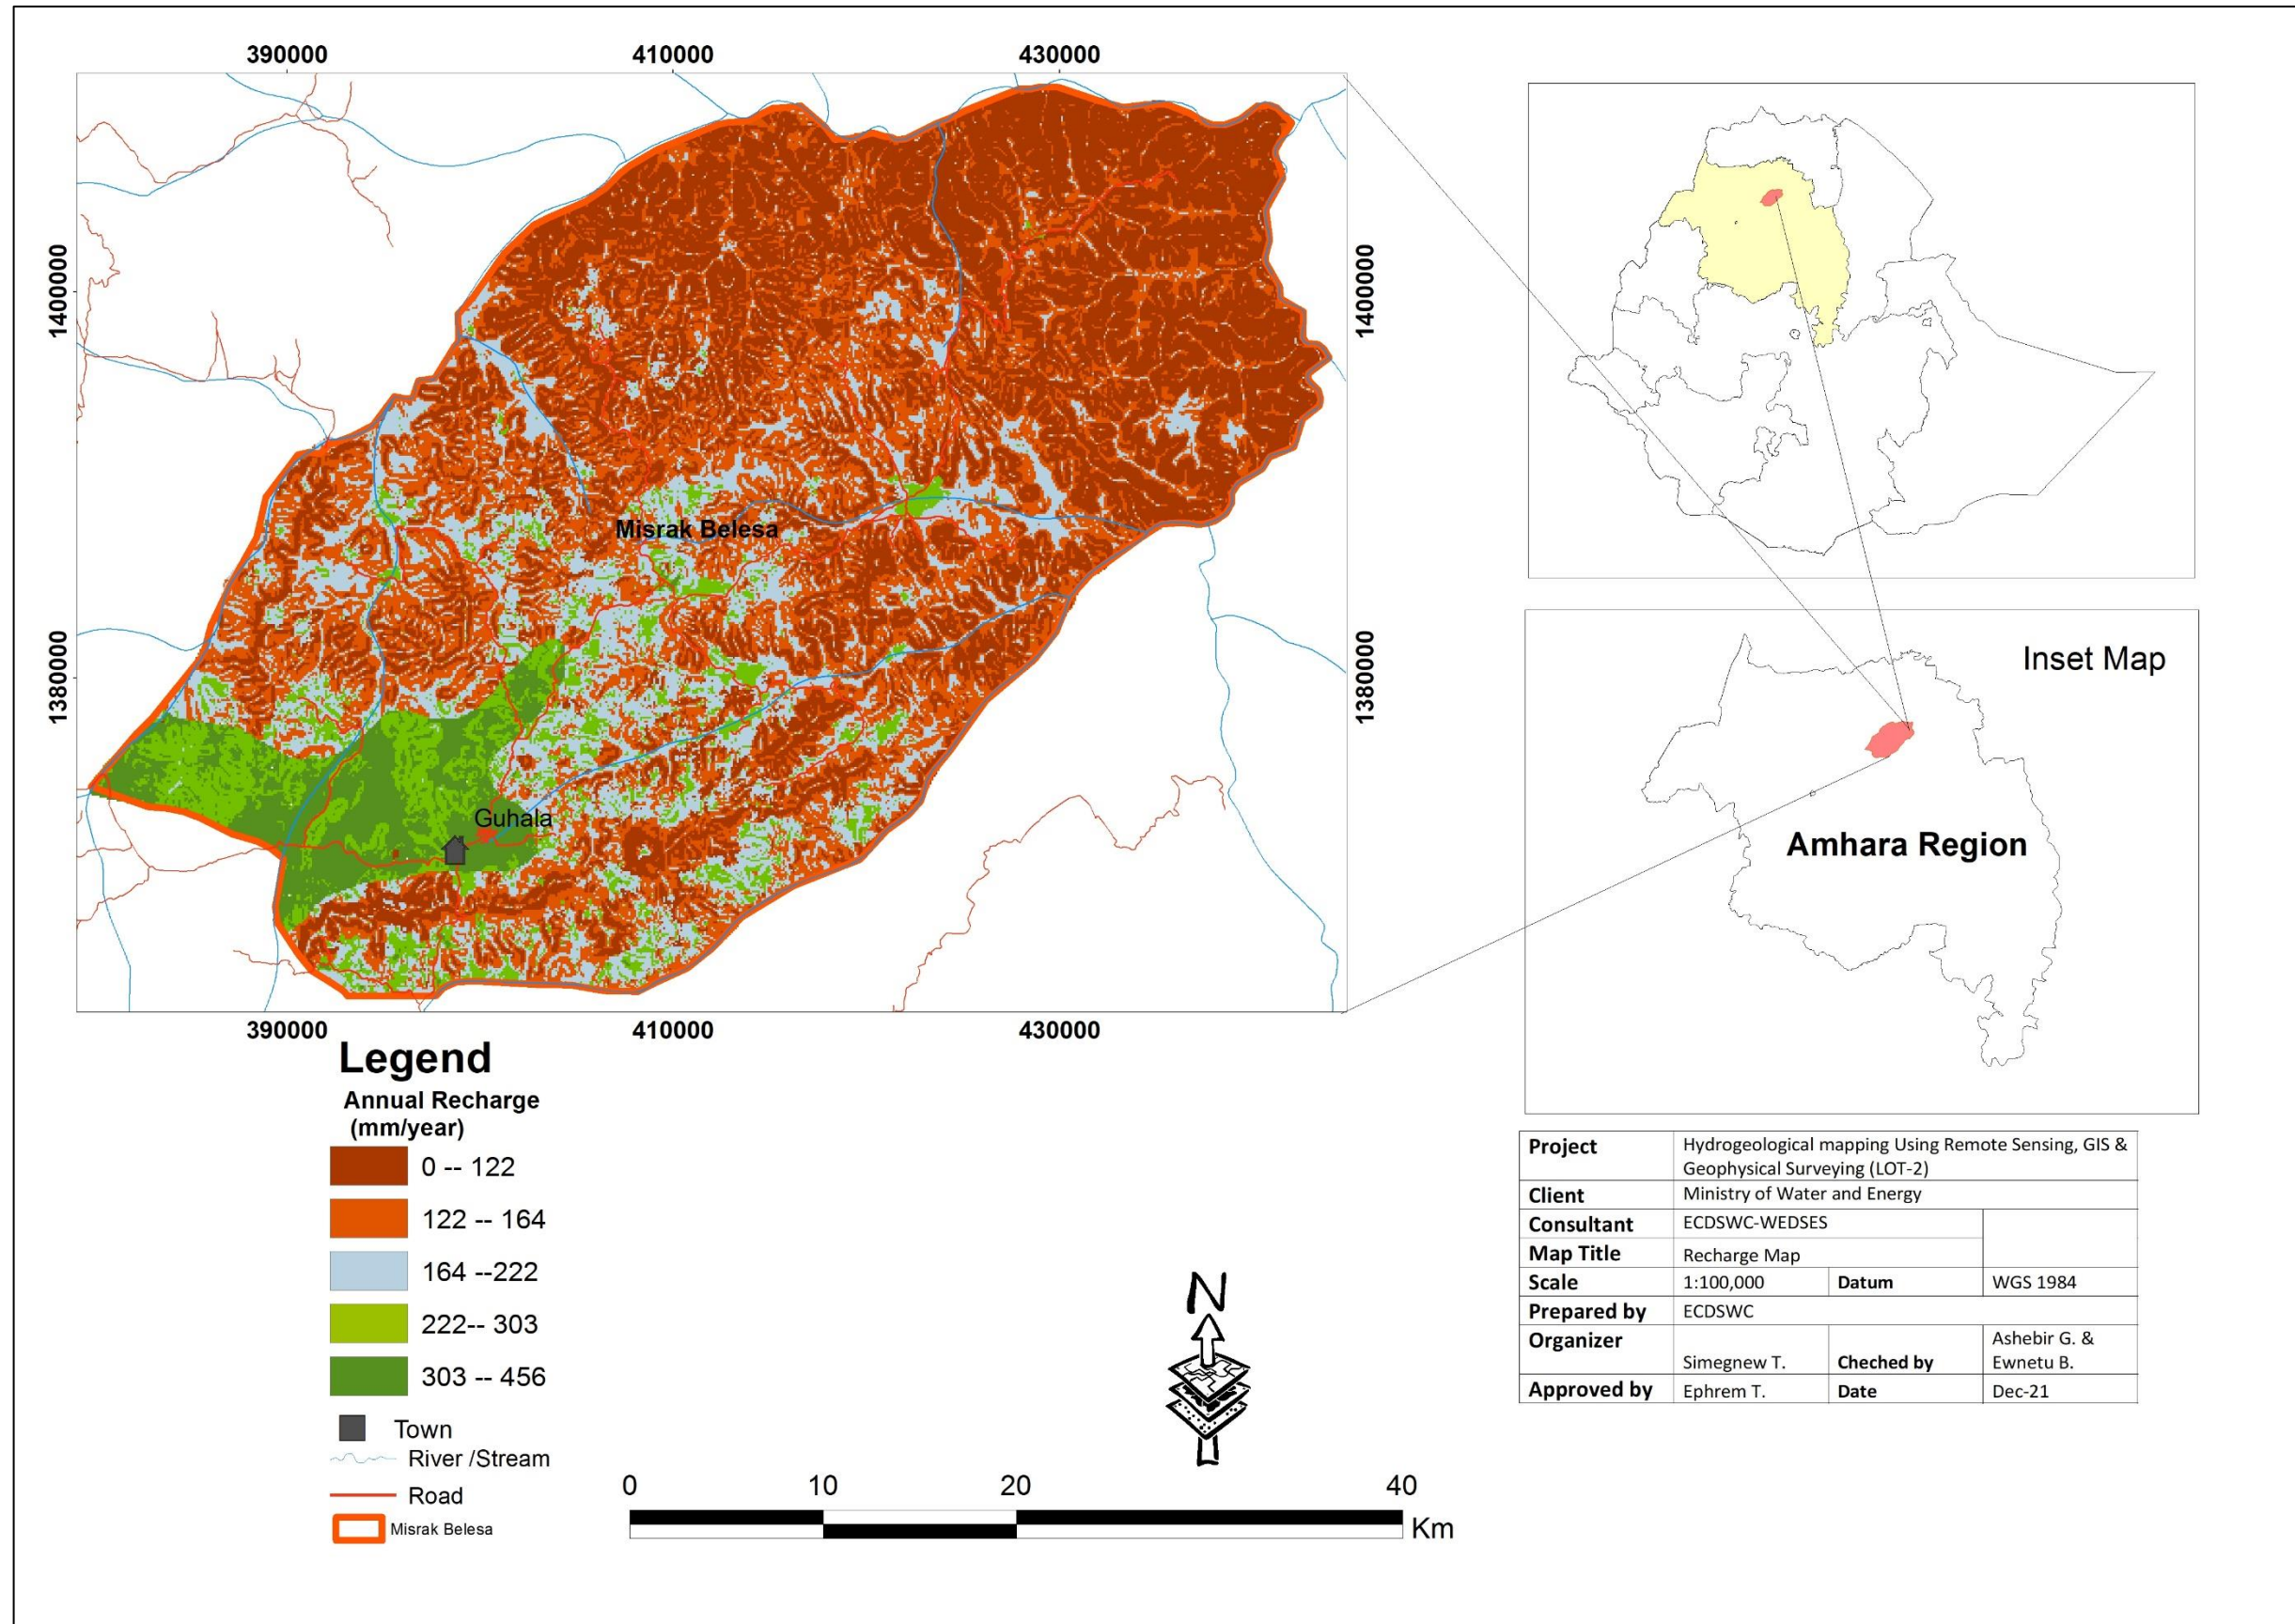 390000 410000 430000
1400000
1400000
1380000
1380000
Misrak Belesa
Guhala
390000 410000 430000
Inset Map
Amhara Region
Legend
Annual Recharge
(mm/year)
0 -- 122
122 -- 164
164 --222
222-- 303
303 -- 456
Town
River /Stream
Road
Misrak Belesa
N
0 10 20 40
Km
Project Hydrogeological mapping Using Remote Sensing, GIS &
Geophysical Surveying (LOT-2)
Client Ministry of Water and Energy
Consultant ECDSWC-WEDSES
Map Title Recharge Map
Scale 1:100,000 Datum WGS 1984
Prepared by ECDSWC
Organizer Simegnew T. Cheched by Ashebir G. &
Ewnetu B.
Approved by Ephrem T. Date Dec-21